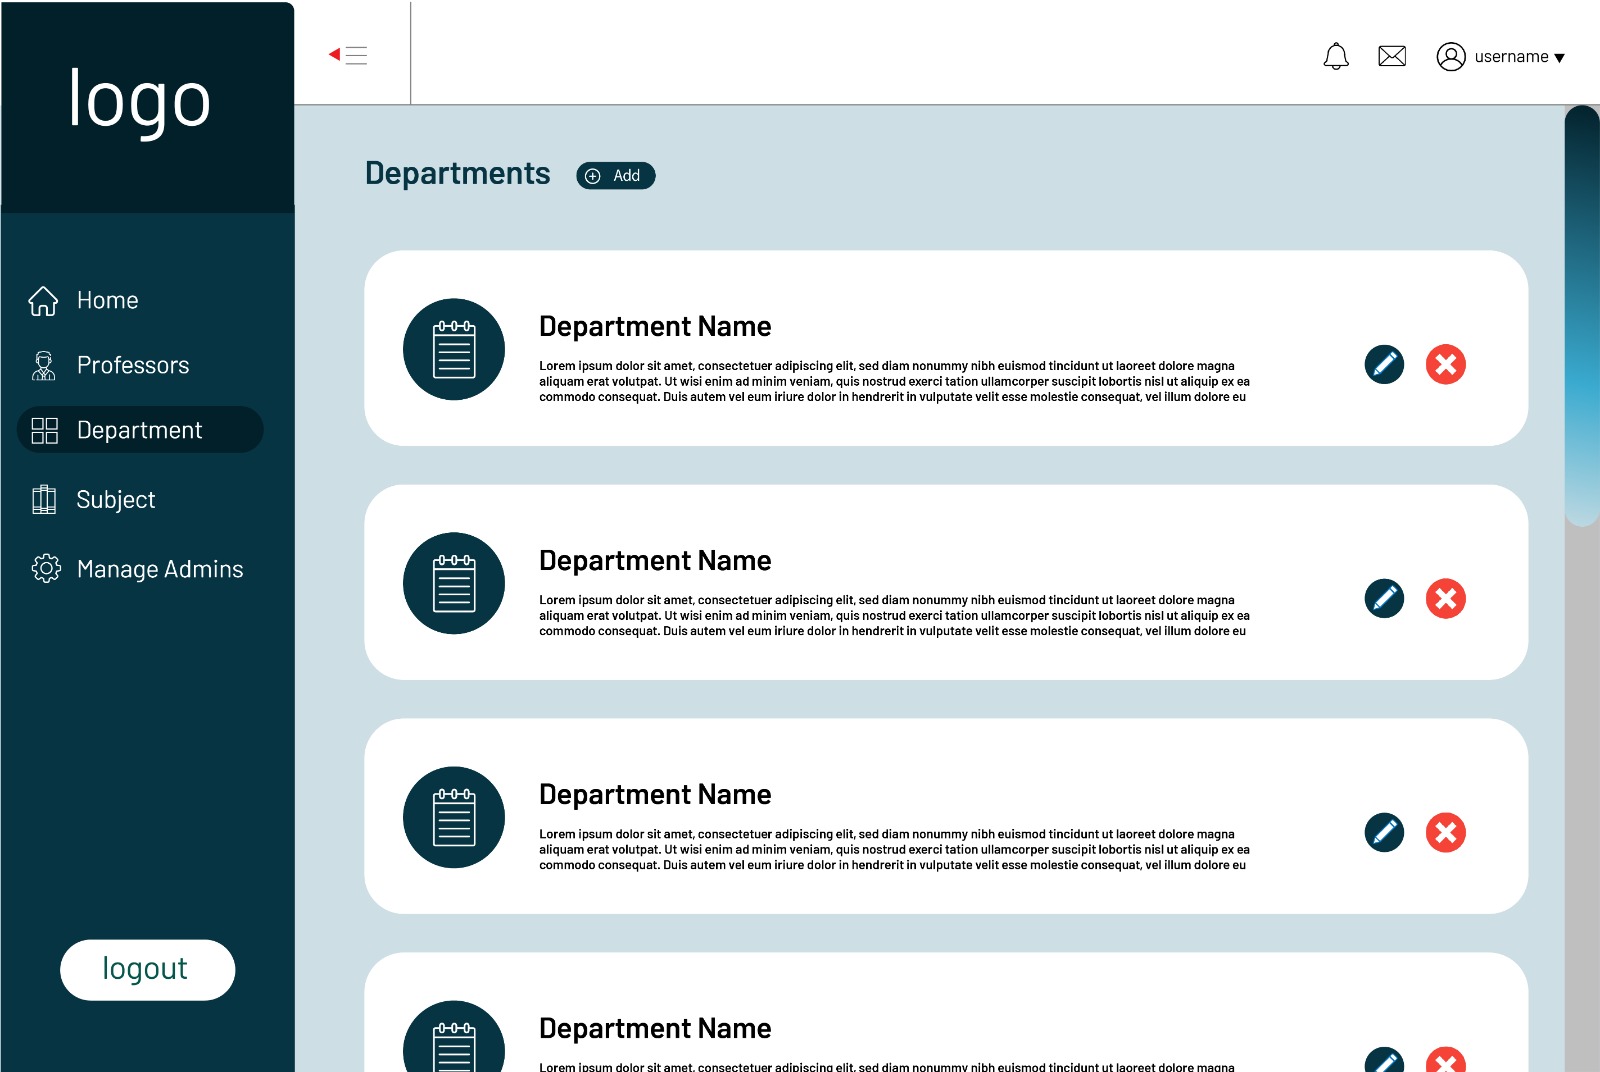 logo
username
Departments
Add
Home
Professors
Department
Subject
Manage Admins
logout
Department Name
Lorem ipsum dolor sit amet, consectetuer adipiscing elit, sed diam nonummy nibh euismod tincidunt ut laoreet dolore magna
aliquam erat volutpat. Ut wisi enim ad minim veniam, quis nostrud exerci tation ullamcorper suscipit lobortis nisl ut aliquip ex ea
commodo consequat. Duis autem vel eum iriure dolor in hendrerit in vulputate velit esse molestie consequat, vel illum dolore eu
Department Name
Lorem ipsum dolor sit amet, consectetuer adipiscing elit, sed diam nonummy nibh euismod tincidunt ut laoreet dolore magna
aliquam erat volutpat. Ut wisi enim ad minim veniam, quis nostrud exerci tation ullamcorper suscipit lobortis nisl ut aliquip ex ea
commodo consequat. Duis autem vel eum iriure dolor in hendrerit in vulputate velit esse molestie consequat, vel illum dolore eu
Department Name
Lorem ipsum dolor sit amet, consectetuer adipiscing elit, sed diam nonummy nibh euismod tincidunt ut laoreet dolore magna
aliquam erat volutpat. Ut wisi enim ad minim veniam, quis nostrud exerci tation ullamcorper suscipit lobortis nisl ut aliquip ex ea
commodo consequat. Duis autem vel eum iriure dolor in hendrerit in vulputate velit esse molestie consequat, vel illum dolore eu
Department Name
Lorem ipsum dolor sit amet, consectetuer adipiscing elit, sed diam nonummy nibh euismod tincidunt ut laoreet dolore magna